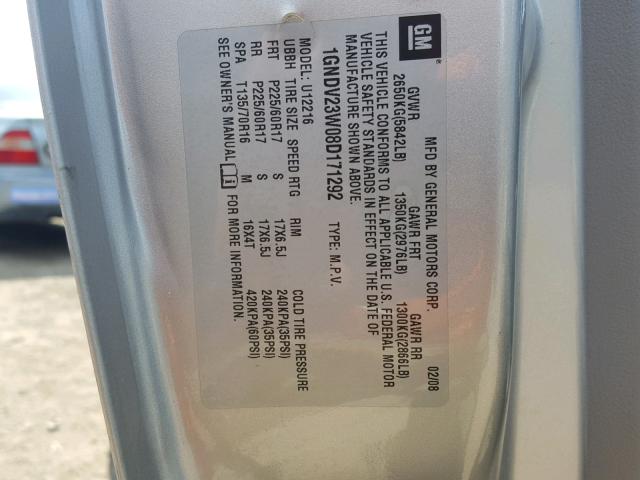 GM
MFD BY GENERAL MOTORS CORP. 02/08
GVWR GAWR FRT GAWR RR
2650KG(5842LB) 1350KG(2976LB) 1300KG(2866LB)
THIS VEHICLE CONFORMS TO ALL APPLICABLE U.S. FEDERAL MOTOR
VEHICLE SAFETY STANDARDS IN EFFECT ON THE DATE OF
MANUFACTURE SHOWN ABOVE.
1GNDV23W08D171292 TYPE: M.P.V.
MODEL: U12216
UBBH TIRE SIZE SPEED RTG RIM COLD TIRE PRESSURE
FRT P225/60R17 S 17X6.5J 240KPA(35PSI)
RR P225/60R17 S 17X6.5J 240KPA(35PSI)
SPA T135/70R16 M 16X4T 420KPA(60PSI)
SEE OWNER'S MANUAL FOR MORE INFORMATION.